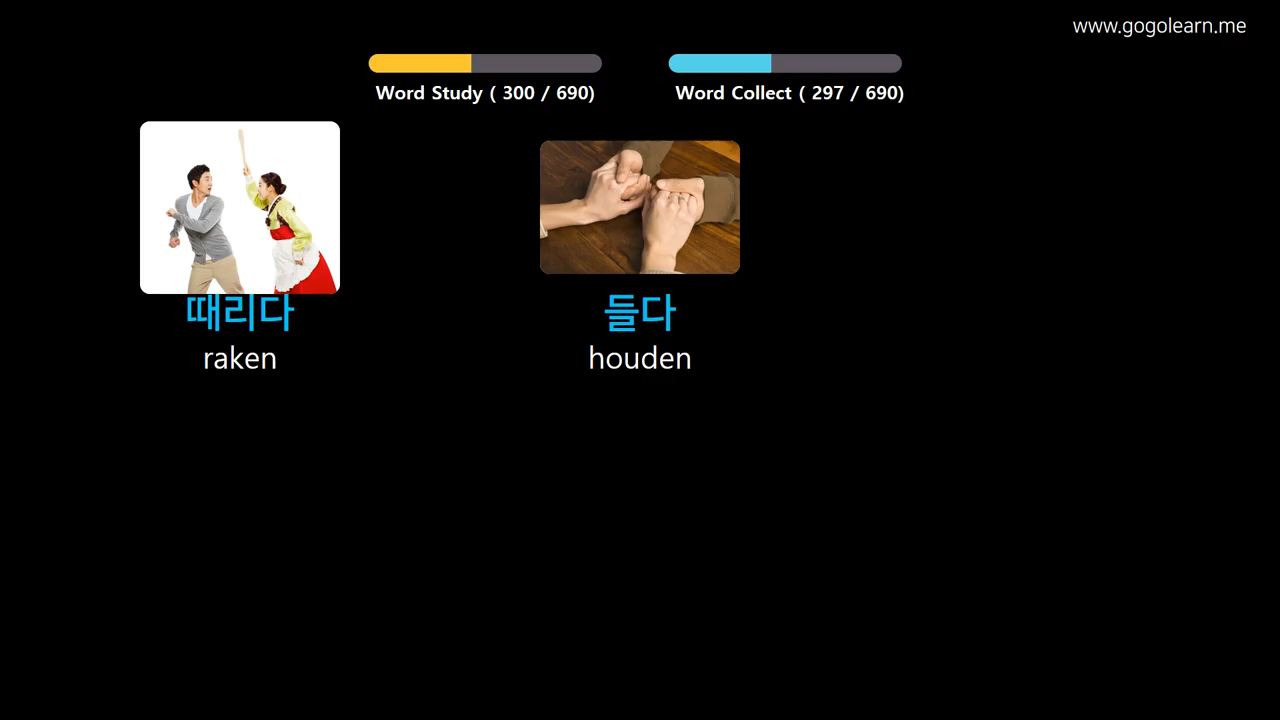 www.gogolearn.me
Word Study ( 300 / 690)
Word Collect ( 297 / 690)
때리다
raken
들다
houden